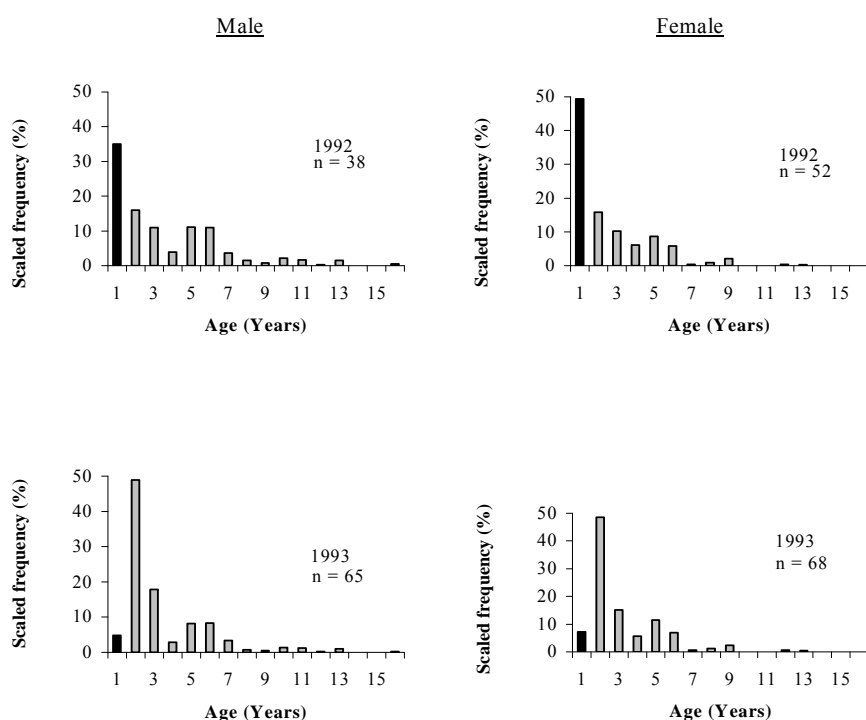 Male
Female
50
40
30
20
10
0
Scaled frequency (%)
1992
n = 38
1 3 5 7 9 11 13 15
Age (Years)
50
40
30
20
10
0
Scaled frequency (%)
1992
n = 52
1 3 5 7 9 11 13 15
Age (Years)
50
40
30
20
10
0
Scaled frequency (%)
1993
n = 65
1 3 5 7 9 11 13 15
Age (Years)
50
40
30
20
10
0
Scaled frequency (%)
1993
n = 68
1 3 5 7 9 11 13 15
Age (Years)